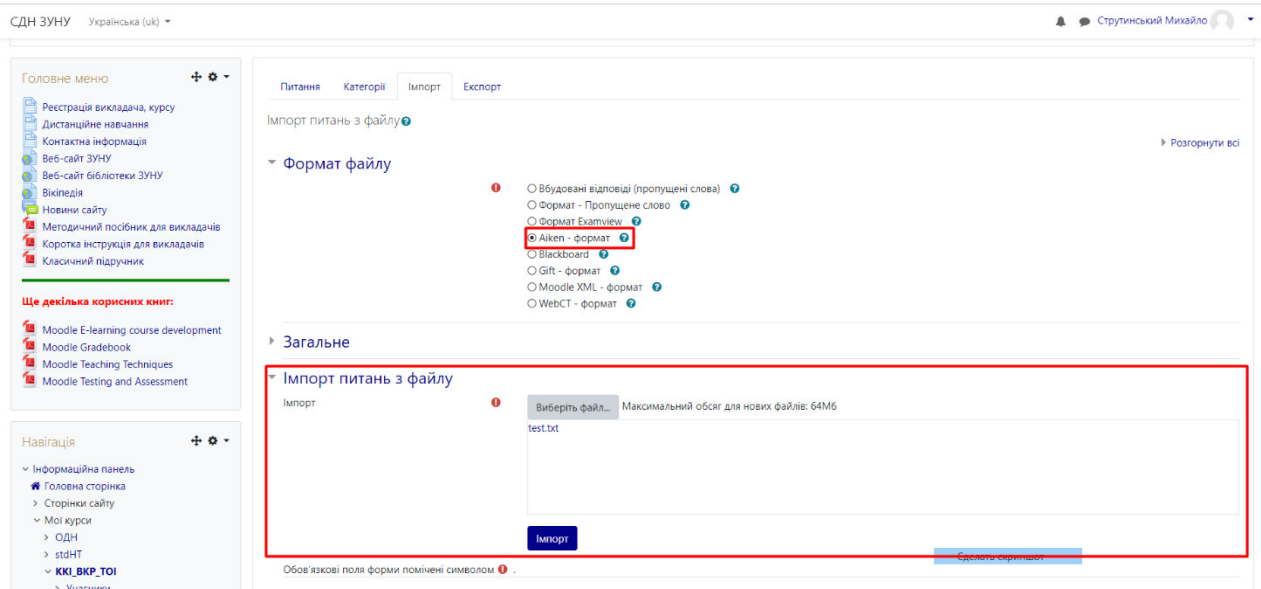 СДН ЗУНУ Українська (uk)
Струтинський Михайло
Головне меню
Реєстрація викладача, курсу
Дистанційне навчання
Контактна інформація
Веб-сайт ЗУНУ
Веб-сайт бібліотеки ЗУНУ
Вікіпедія
Новини сайту
Методичний посібник для викладачів
Коротка інструкція для викладачів
Класичний підручник
Ще декілька корисних книг:
Moodle E-learning course development
Moodle Gradebook
Moodle Teaching Techniques
Moodle Testing and Assessment
Навігація
Інформаційна панель
Головна сторінка
Сторінки сайту
Мої курси
ОДН
stdHT
ККІ_ВКР_ТОІ
Учасники
Питання Категорії Імпорт Експорт
Імпорт питань з файлу
Розгорнути всі
Формат файлу
Вбудовані відповіді (пропущені слова)
Формат - Пропущене слово
Формат Examview
Aiken - формат
Blackboard
Gift - формат
Moodle XML - формат
WebCT - формат
Загальне
Імпорт питань з файлу
Імпорт
Виберіть файл... Максимальний обсяг для нових файлів: 64Мб
test.txt
Імпорт
Сделать скриншот
Обов'язкові поля форми помічені символом .